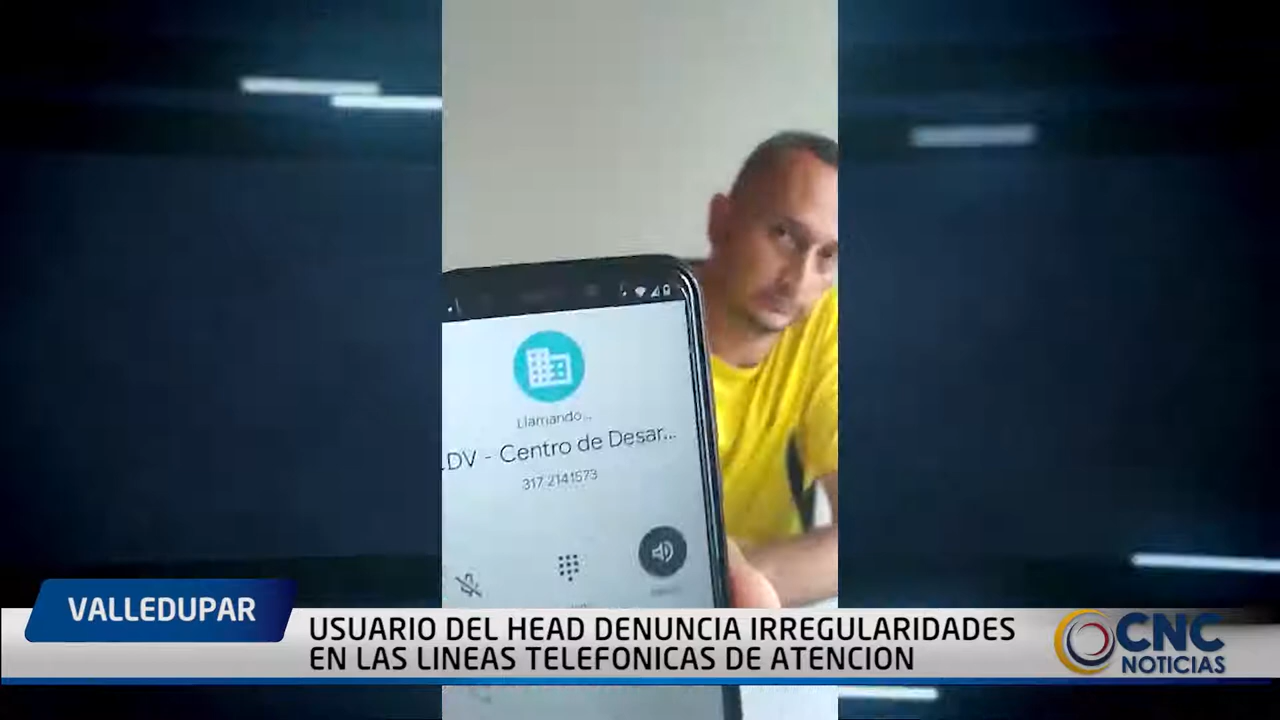 Llamando...
DV - Centro de Desar...
317 2141573
VALLEDUPAR
USUARIO DEL HEAD DENUNCIA IRREGULARIDADES
EN LAS LINEAS TELEFONICAS DE ATENCION
CNC
NOTICIAS